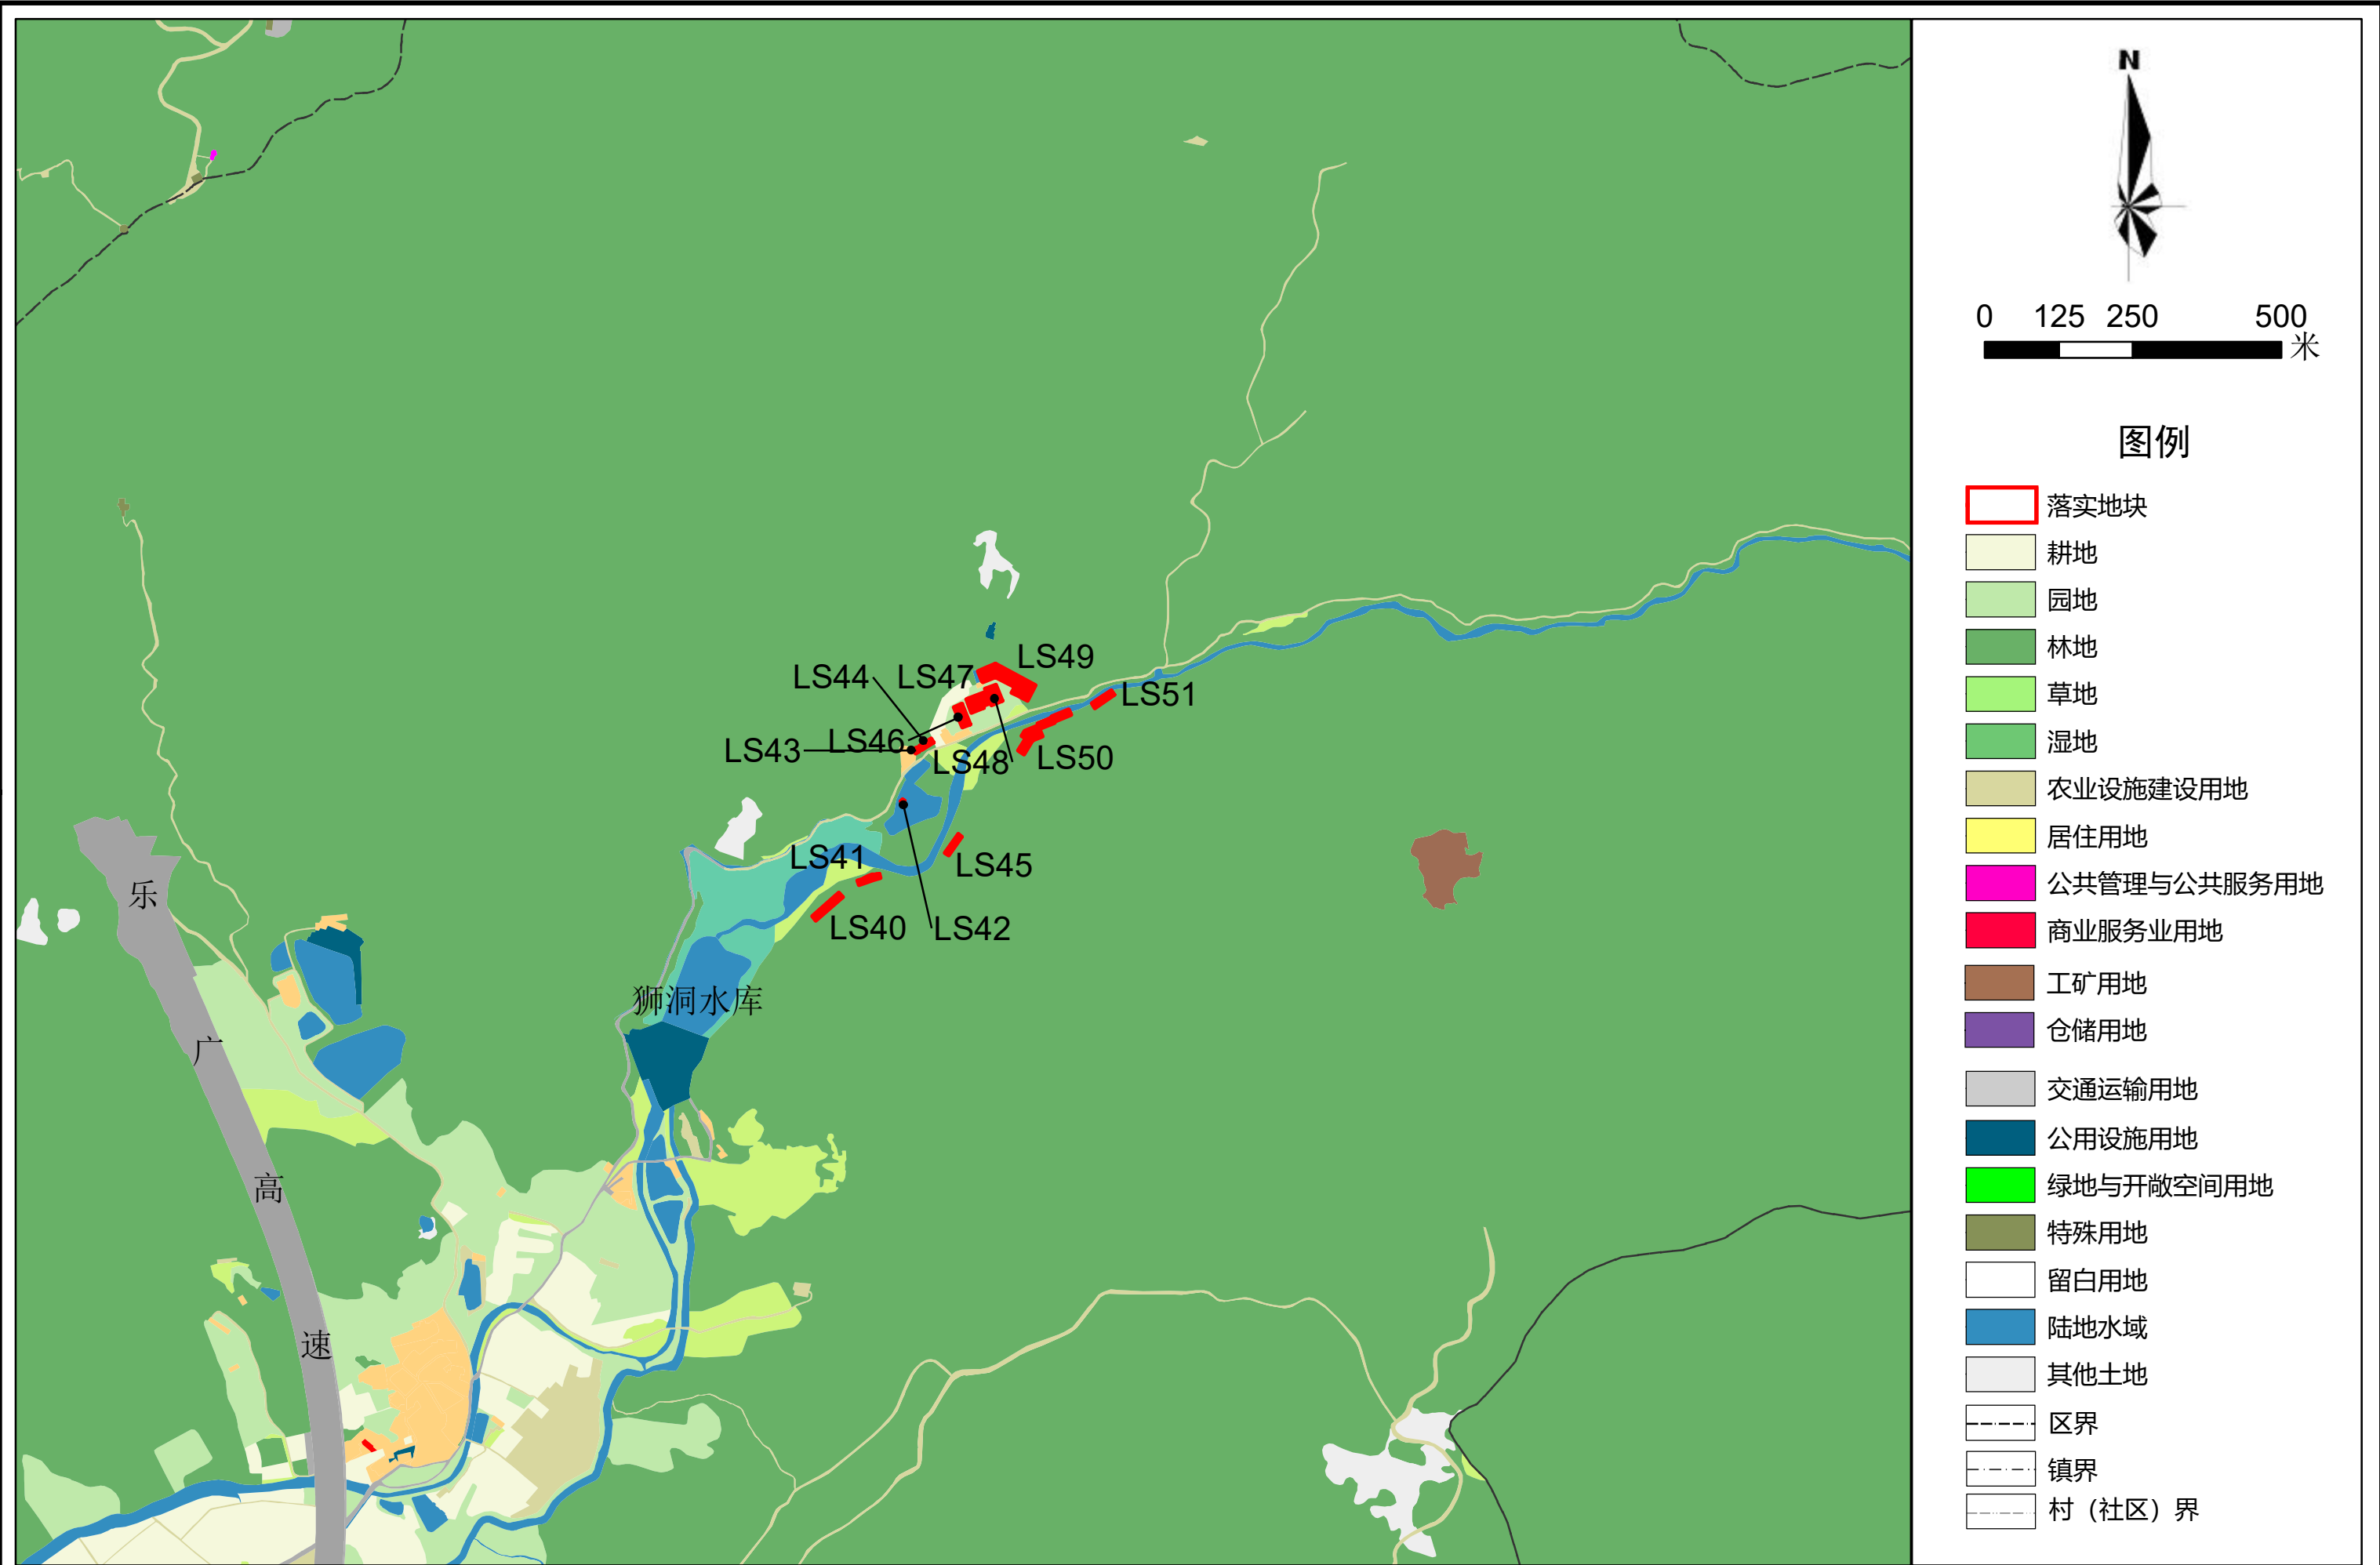 N
0 125 250 500
米
图例
落实地块
耕地
园地
林地
草地
湿地
农业设施建设用地
居住用地
公共管理与公共服务用地
商业服务业用地
工矿用地
仓储用地
交通运输用地
公用设施用地
绿地与开敞空间用地
特殊用地
留白用地
陆地水域
其他土地
区界
镇界
村（社区）界
LS49
LS44
LS47
LS51
LS46
LS43
LS48
LS50
LS41
LS45
LS40
LS42
狮洞水库
乐
广
高
速